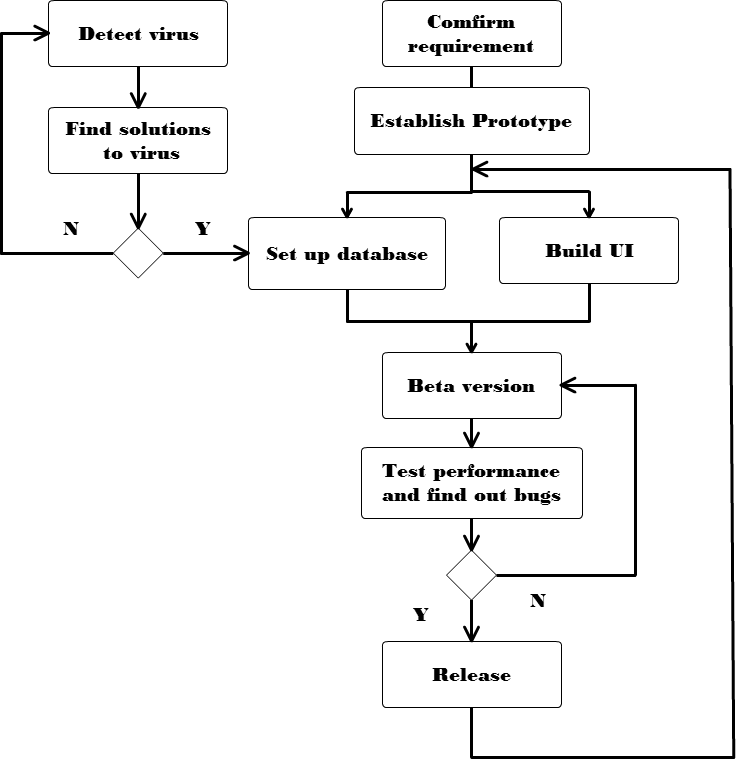 Detect virus
Comfirm
requirement
Find solutions
to virus
Establish Prototype
N
Y
Set up database
Build UI
Beta version
Test performance
and find out bugs
N
Y
Release